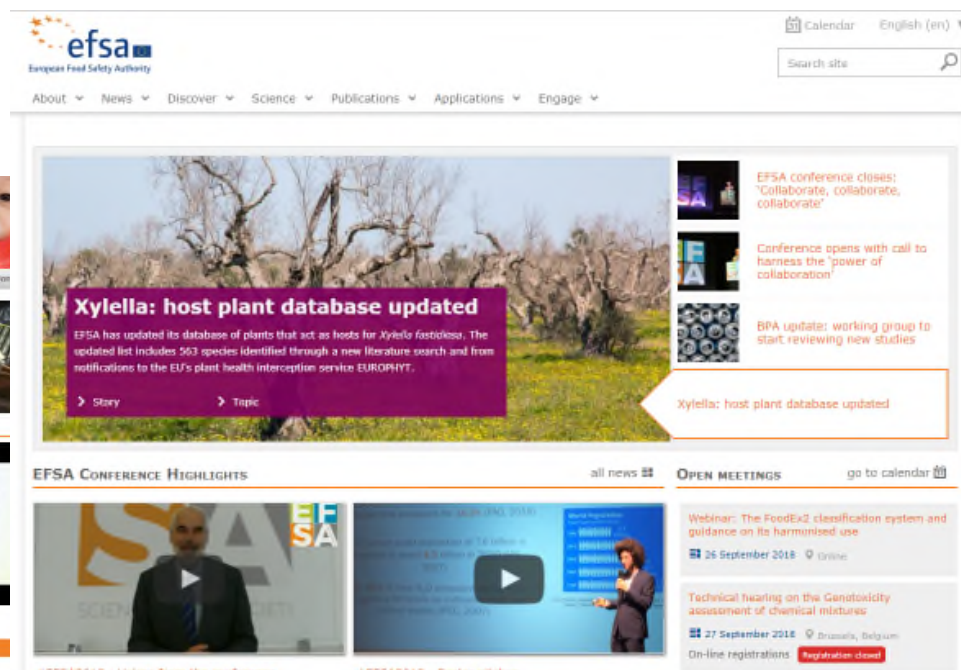 Calendar English (en)
efsa
European Food Safety Authority
Search site
About News Discover Science Publications Applications Engage
EFSA conference closes:
'Collaborate, collaborate,
collaborate'
Conference opens with call to
harness the 'power of
collaboration'
BPA update: working group to
start reviewing new studies
Xylella: host plant database updated
Xylella: host plant database updated
EFSA has updated its database of plants that act as hosts for Xylella fastidiosa. The
updated list includes 563 species identified through a new literature search and from
notifications to the EU's plant health interception service EUROPHYT.
Story Topic
EFSA CONFERENCE HIGHLIGHTS all news
OPEN MEETINGS go to calendar
EFSA
SA
Webinar: The FoodEx2 classification system and
guidance on its harmonised use
26 September 2018 Online
Technical hearing on the Genotoxicity
assessment of chemical mixtures
27 September 2018 Brussels, Belgium
On-line registrations Registration closed